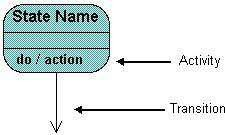 State Name
do / action
Activity
Transition